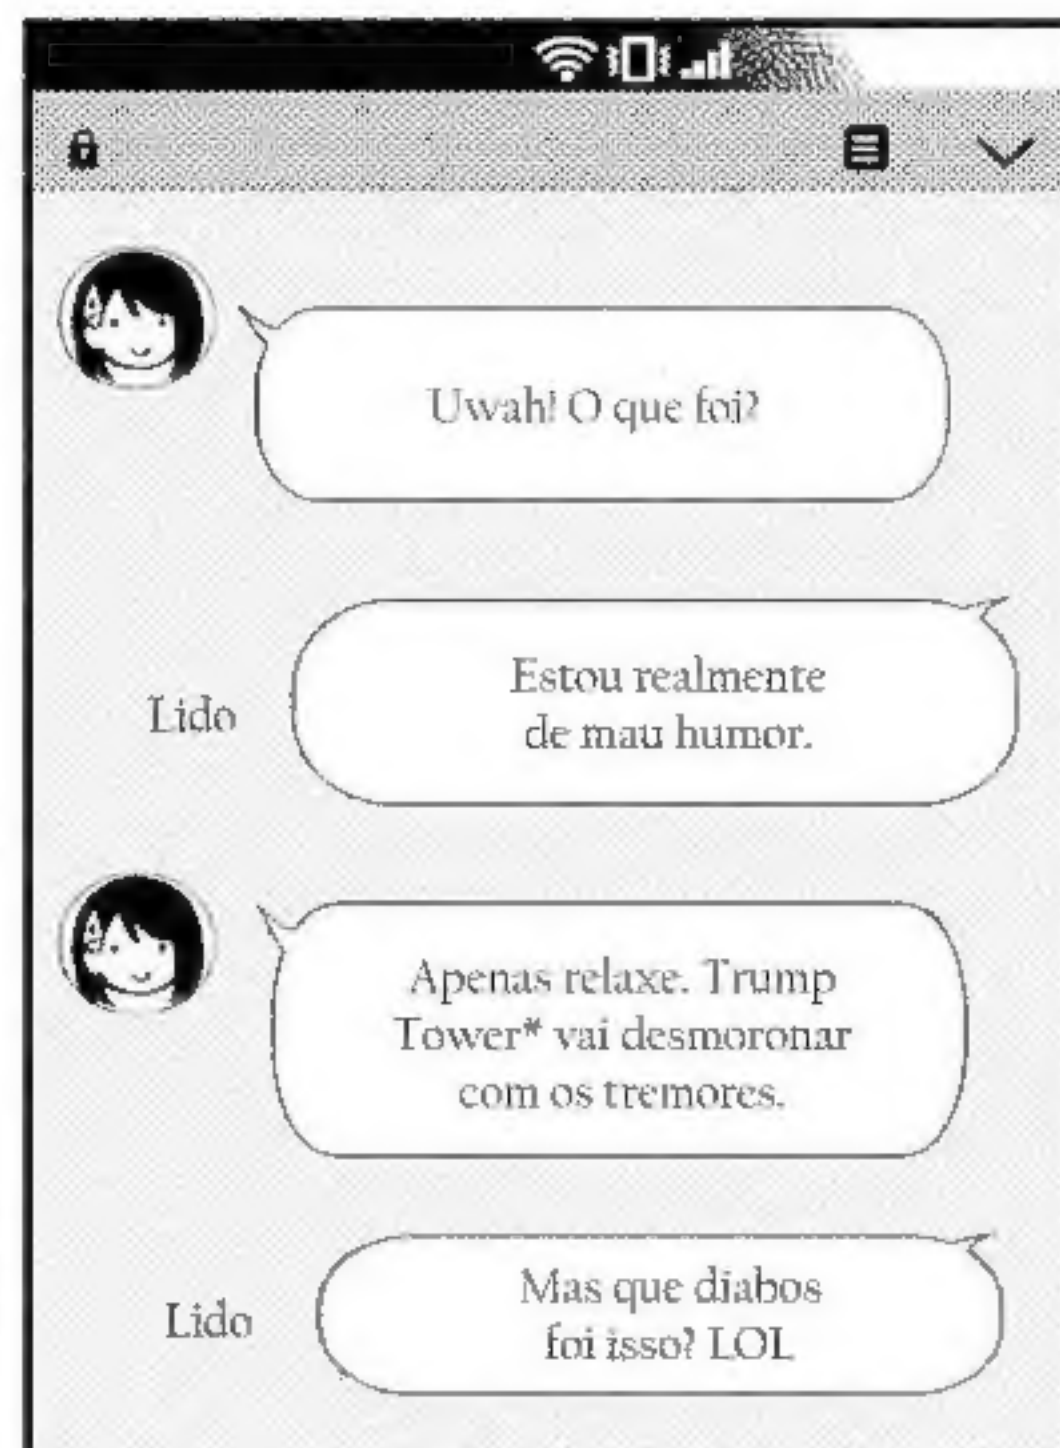 Uwah! O que foi?
Estou realmente
de mau humor.
Lido
Apenas relaxe. Trump
Tower* vai desmoronar
com os tremores.
Mas que diabos
foi isso? LOL
Lido